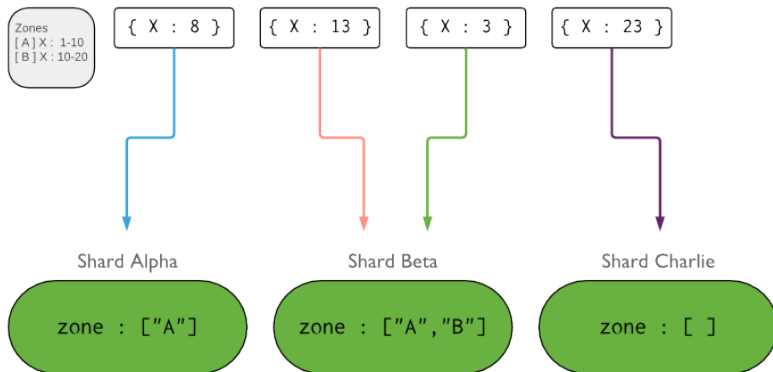 Zones
[ A ] X : 1-10
[ B ] X : 10-20
{ X : 8 }
{ X : 13 }
{ X : 3 }
{ X : 23 }
Shard Alpha
Shard Beta
Shard Charlie
zone : ["A"]
zone : ["A","B"]
zone : [ ]